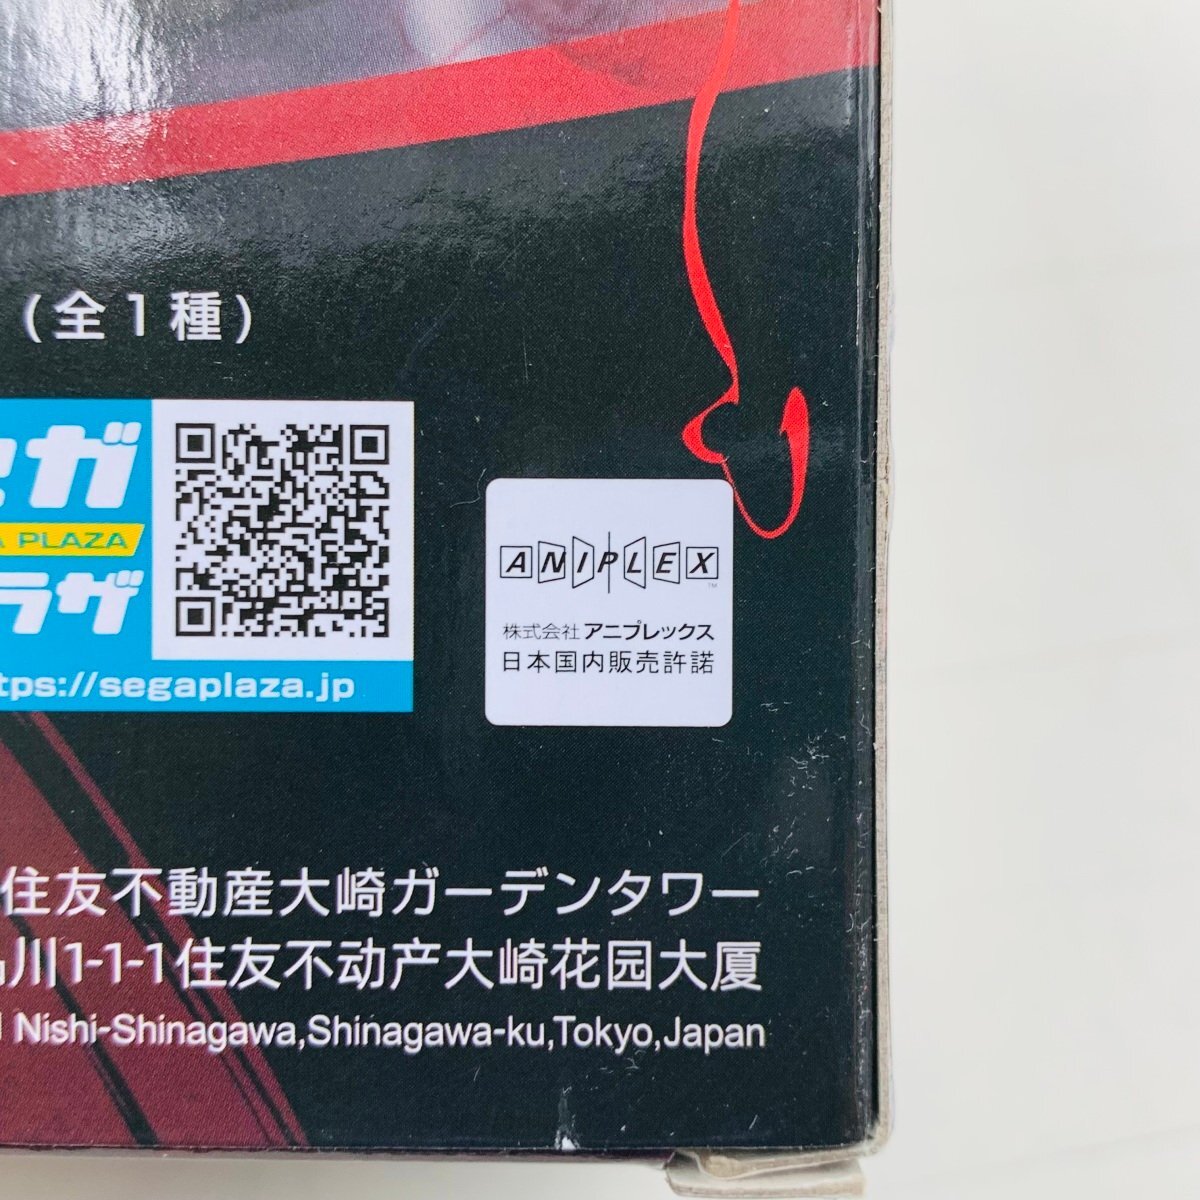 (全1種)
セガ
A PLAZA
ラザ
tps://segaplaza.jp
ANIPLEX
TM
株式会社アニプレックス
日本国内販売許諾
住友不動産大崎ガーデンタワー
川1-1-1住友不动产大崎花园大厦
Nishi-Shinagawa,Shinagawa-ku,Tokyo,Japan